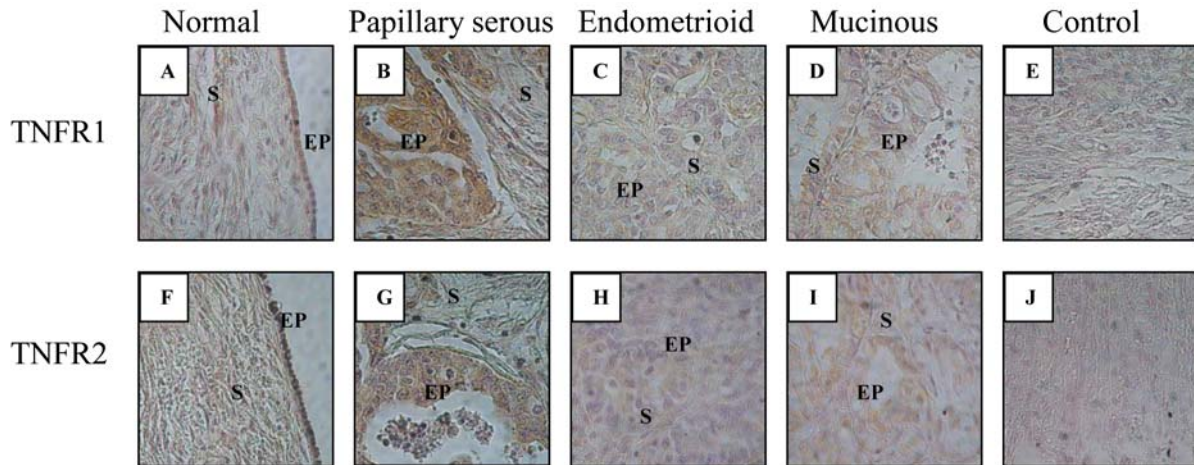 Normal Papillary serous Endometrioid Mucinous Control
A B C D E
S S
EP EP S EP
TNFR1 S
EP
F G H I J
EP S EP S
TNFR2 S EP S EP